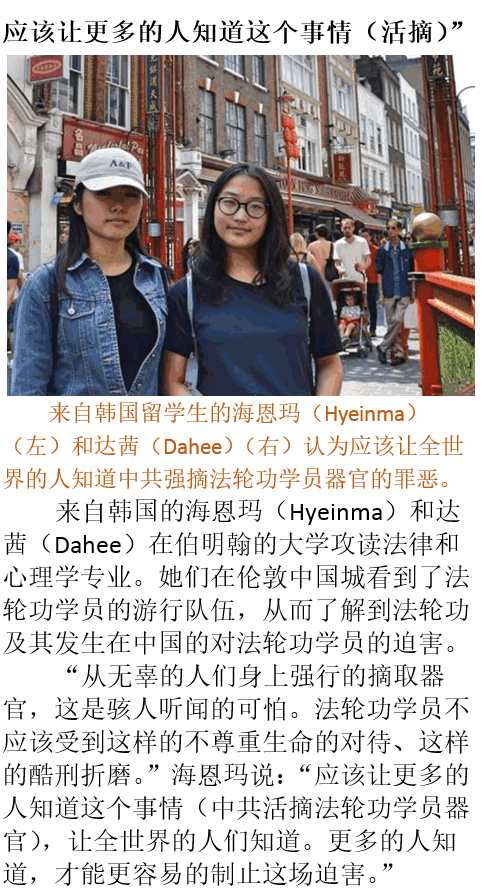 应该让更多的人知道这个事情（活摘）”
A&F
来自韩国留学生的海恩玛（Hyeinma）
（左）和达茜（Dahee）（右）认为应该让全世
界的人知道中共强摘法轮功学员器官的罪恶。
来自韩国的海恩玛（Hyeinma）和达
茜（Dahee）在伯明翰的大学攻读法律和
心理学专业。她们在伦敦中国城看到了法
轮功学员的游行队伍，从而了解到法轮功
及其发生在中国的对法轮功学员的迫害。
“从无辜的人们身上强行的摘取器
官，这是骇人听闻的可怕。法轮功学员不
应该受到这样的不尊重生命的对待、这样
的酷刑折磨。”海恩玛说：“应该让更多的
人知道这个事情（中共活摘法轮功学员器
官），让全世界的人们知道。更多的人知
道，才能更容易的制止这场迫害。”